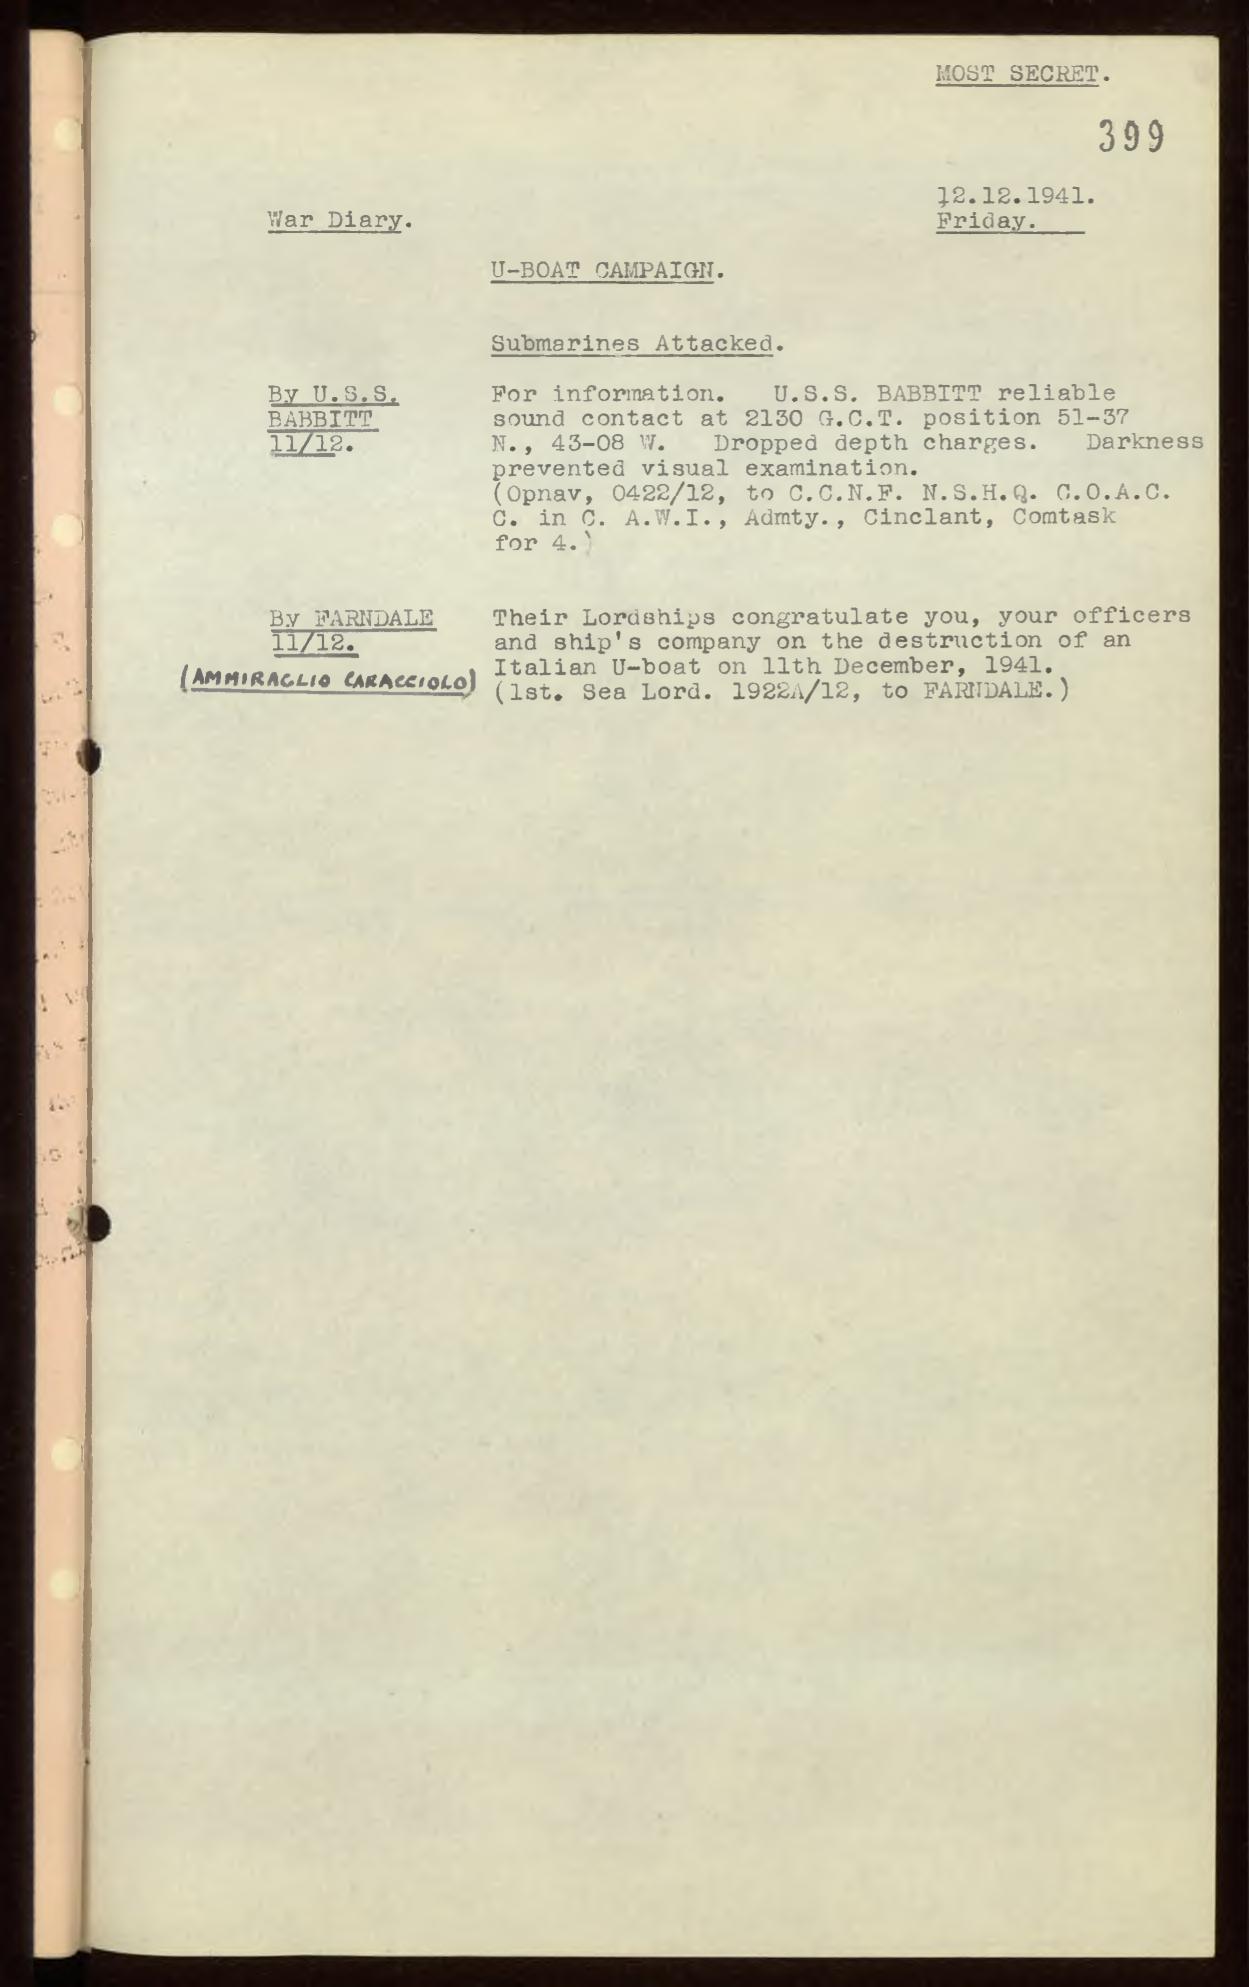 MOST SECRET.
399
12.12.1941.
War Diary.
Friday.
U-BOAT CAMPAIGN.
Submarines Attacked.
By U.S.S.
BABBITT
11/12.
For information. U.S.S. BABBITT reliable
sound contact at 2130 G.C.T. position 51-37
N., 43-08 W. Dropped depth charges. Darkness
prevented visual examination.
(Opnav, 0422/12, to C.C.N.F. N.S.H.Q. C.O.A.C.
C. in C. A.W.I., Admty., Cinclant, Comtask
for 4.)
By FARNDALE
11/12.
(AMMIRAGLIO CARACCIOLO)
Their Lordships congratulate you, your officers
and ship's company on the destruction of an
Italian U-boat on 11th December, 1941.
(1st. Sea Lord. 1922A/12, to FARNDALE.)